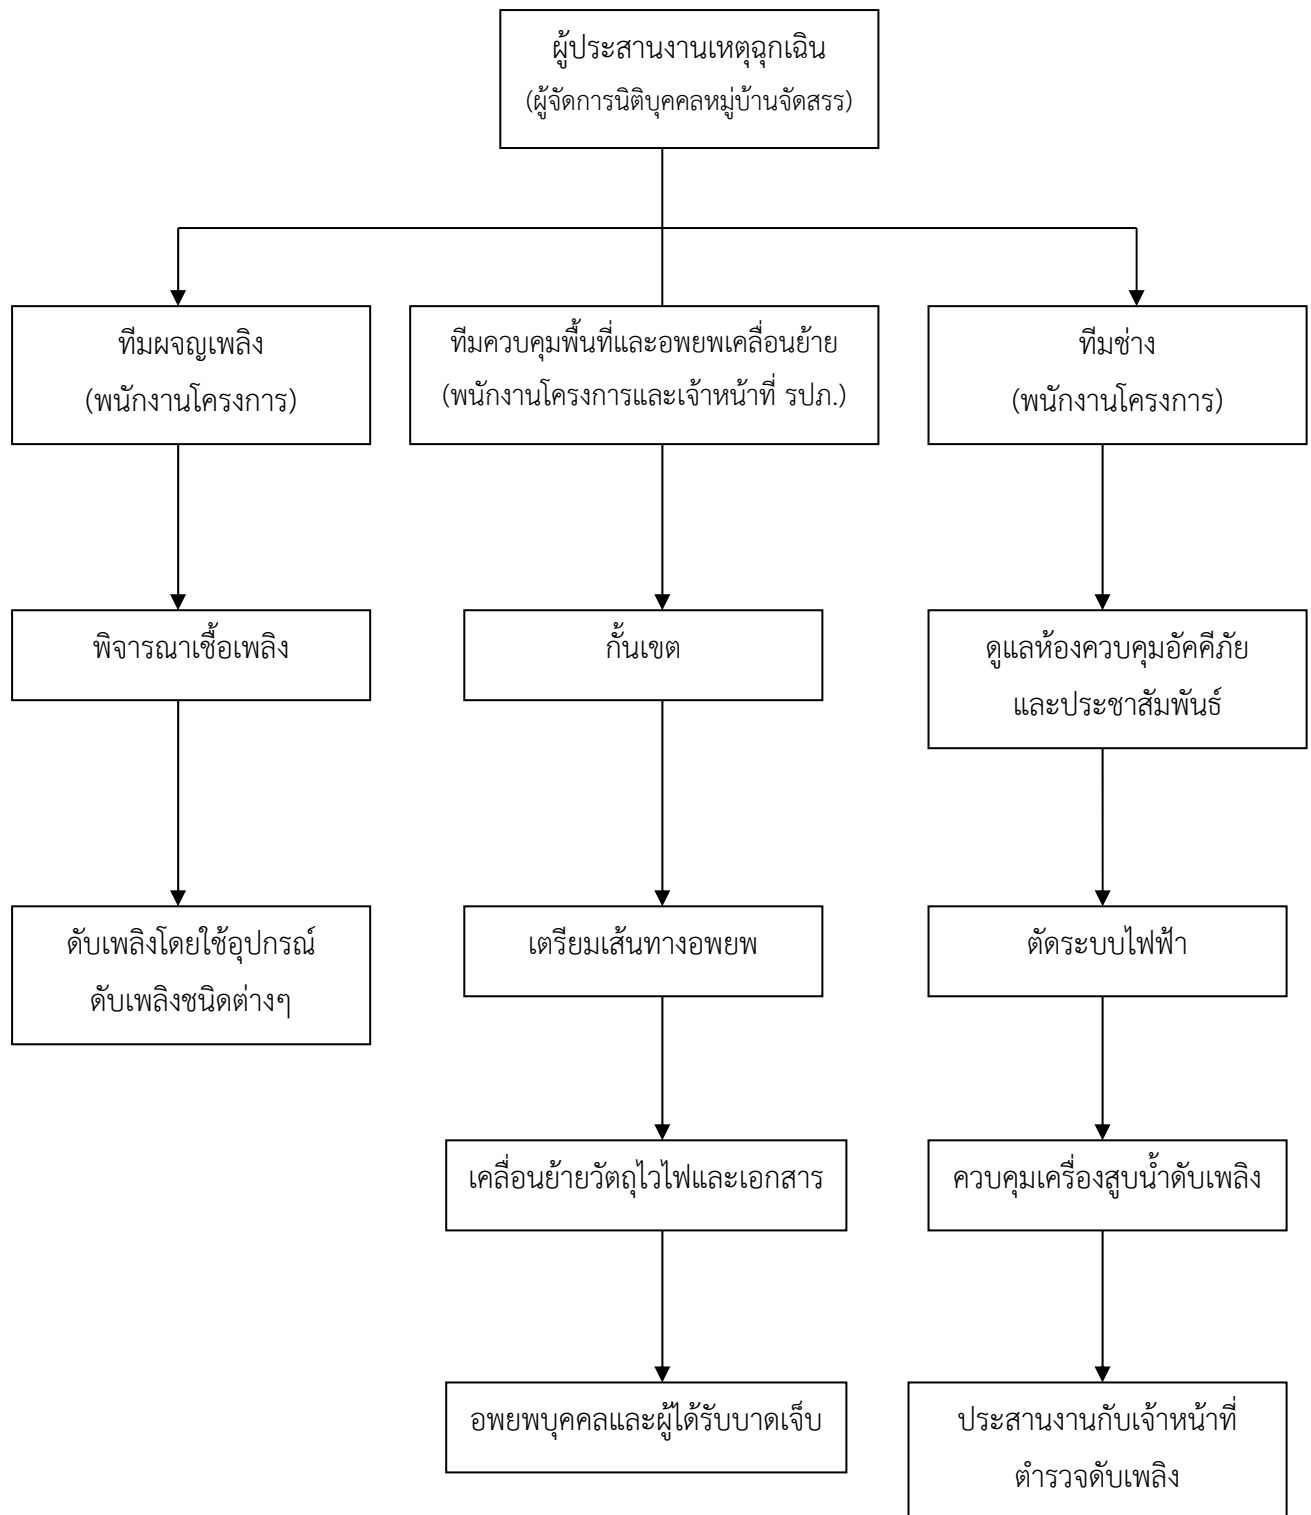 ผู้ประสานงานเหตุฉุกเฉิน
(ผู้จัดการนิติบุคคลหมู่บ้านจัดสรร)
ทีมผจญเพลิง
(พนักงานโครงการ)
ทีมควบคุมพื้นที่และอพยพเคลื่อนย้าย
(พนักงานโครงการและเจ้าหน้าที่ รปภ.)
ทีมช่าง
(พนักงานโครงการ)
พิจารณาเชื้อเพลิง
กั้นเขต
ดูแลห้องควบคุมอัคคีภัย
และประชาสัมพันธ์
ดับเพลิงโดยใช้อุปกรณ์
ดับเพลิงชนิดต่างๆ
เตรียมเส้นทางอพยพ
ตัดระบบไฟฟ้า
เคลื่อนย้ายวัตถุไวไฟและเอกสาร
ควบคุมเครื่องสูบน้ำดับเพลิง
อพยพบุคคลและผู้ได้รับบาดเจ็บ
ประสานงานกับเจ้าหน้าที่
ตำรวจดับเพลิง